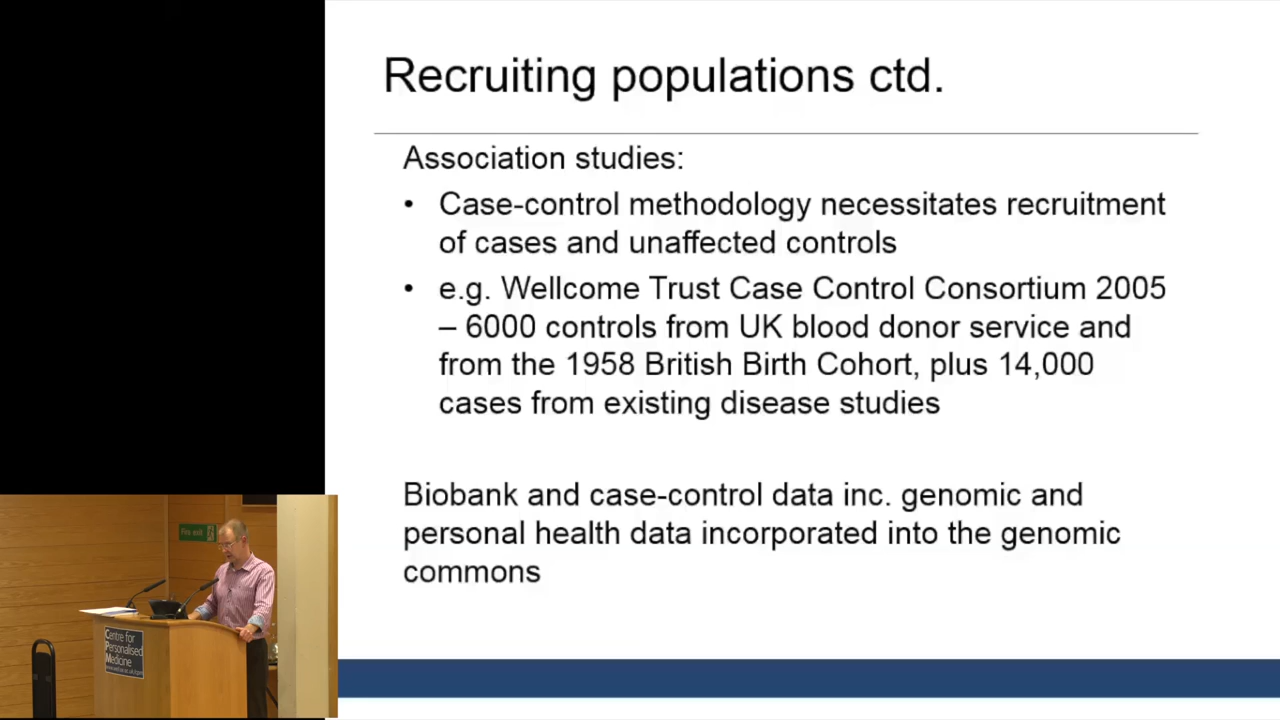 Recruiting populations ctd.
Association studies:
• Case-control methodology necessitates recruitment
of cases and unaffected controls
• e.g. Wellcome Trust Case Control Consortium 2005
– 6000 controls from UK blood donor service and
from the 1958 British Birth Cohort, plus 14,000
cases from existing disease studies
Biobank and case-control data inc. genomic and
personal health data incorporated into the genomic
commons
Fire exit
Centre for
Personalised
Medicine